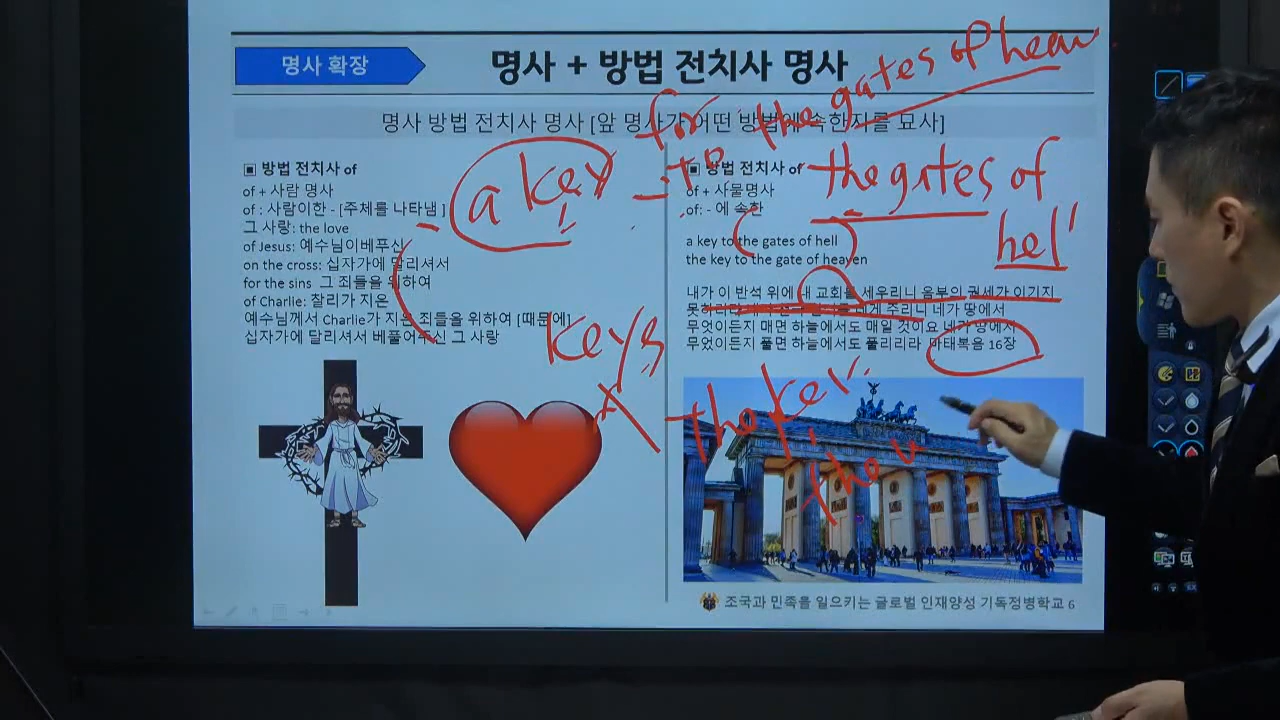 명사 확장
명사 + 방법 전치사 명사
명사 방법 전치사 명사 [앞 명사가 어떤 방법에 속한지를 묘사]
▣ 방법 전치사 of
of + 사람 명사
of : 사람이한 - [주체를 나타냄 ]
그 사랑: the love
of Jesus: 예수님이베푸신
on the cross: 십자가에 달리셔서
for the sins 그 죄들을 위하여
of Charlie: 찰리가 지은
예수님께서 Charlie가 지은 죄들을 위하여 [때문에]
십자가에 달리셔서 베풀어주신 그 사랑
▣ 방법 전치사 of
of + 사물명사
of: - 에 속한
a key to the gates of hell
the key to the gate of heaven
내가 이 반석 위에 내 교회를 세우리니 음부의 권세가 이기지
네게 주리니 네가 땅에서
무엇이든지 매면 하늘에서도 매일 것이요 네가 땅에서
무엇이든지 풀면 하늘에서도 풀리리라 마태복음 16장
a key
for the gates of heav
to
the gates of
hell
keys
the key
the
조국과 민족을 일으키는 글로벌 인재양성 기독정병학교 6